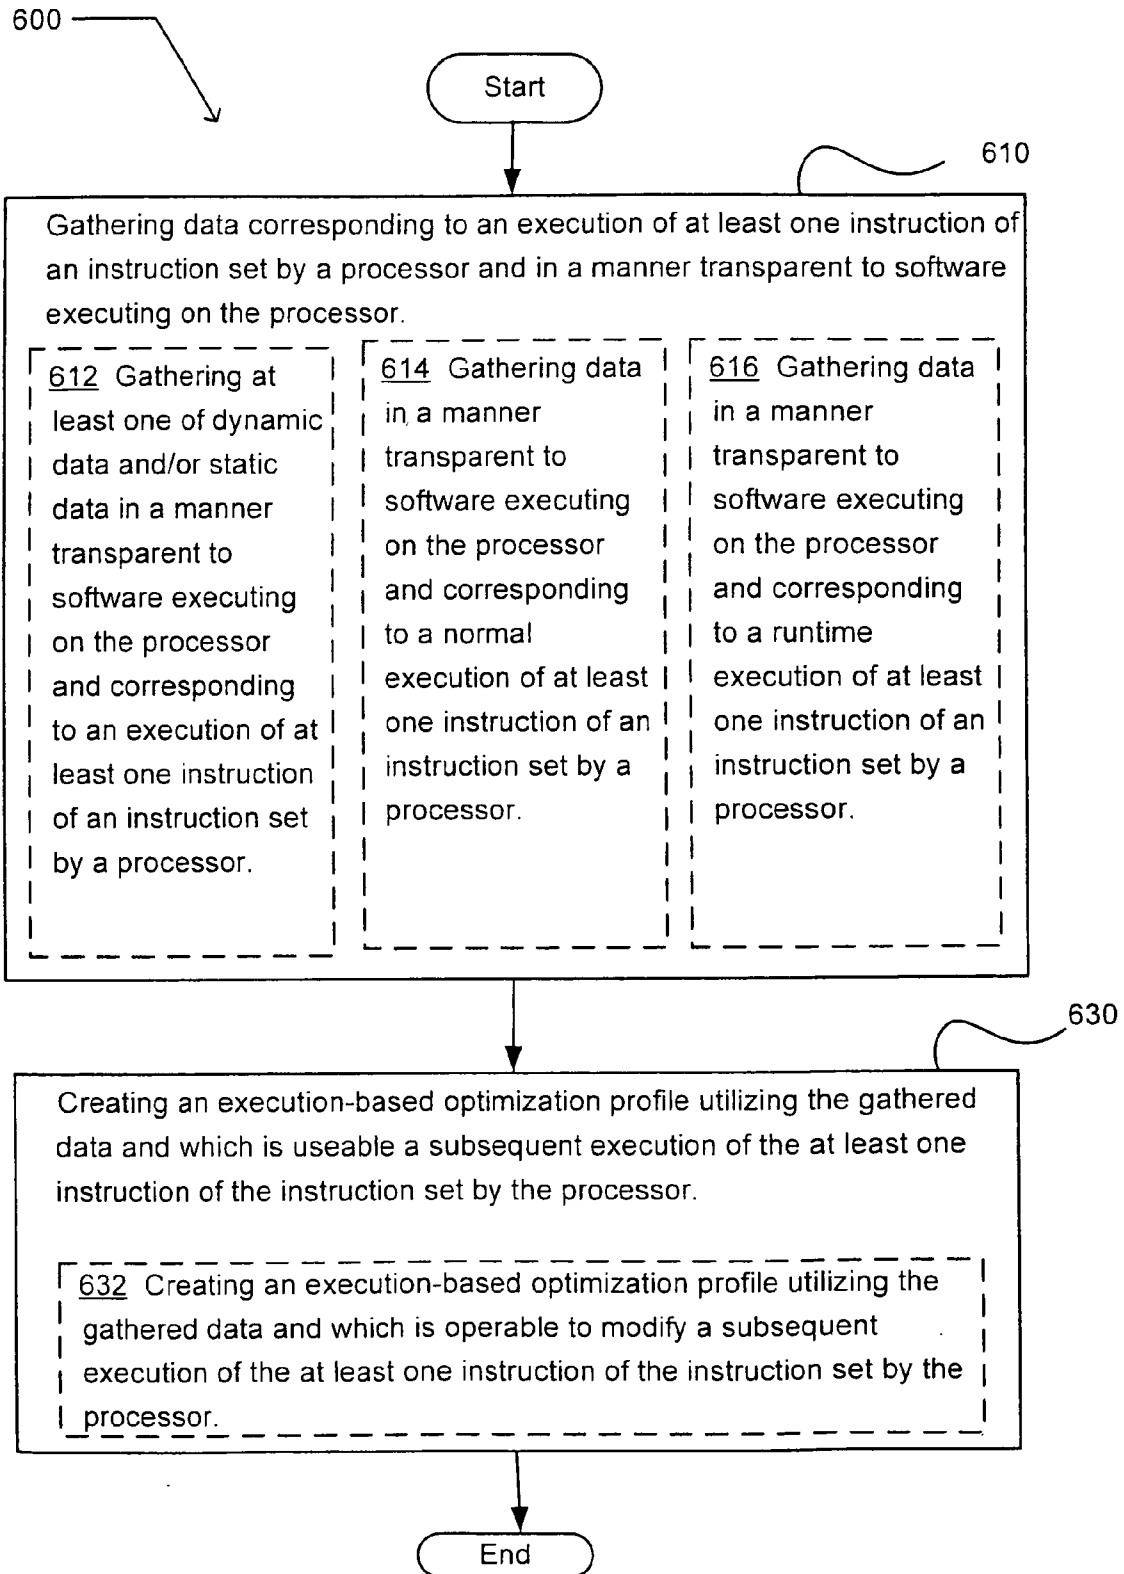 600
Start
610
Gathering data corresponding to an execution of at least one instruction of
an instruction set by a processor and in a manner transparent to software
executing on the processor.
612 Gathering at
least one of dynamic
data and/or static
data in a manner
transparent to
software executing
on the processor
and corresponding
to an execution of at
least one instruction
of an instruction set
by a processor.
614 Gathering data
in a manner
transparent to
software executing
on the processor
and corresponding
to a normal
execution of at least
one instruction of an
instruction set by a
processor.
616 Gathering data
in a manner
transparent to
software executing
on the processor
and corresponding
to a runtime
execution of at least
one instruction of an
instruction set by a
processor.
630
Creating an execution-based optimization profile utilizing the gathered
data and which is useable a subsequent execution of the at least one
instruction of the instruction set by the processor.
632 Creating an execution-based optimization profile utilizing the
gathered data and which is operable to modify a subsequent
execution of the at least one instruction of the instruction set by the
processor.
End